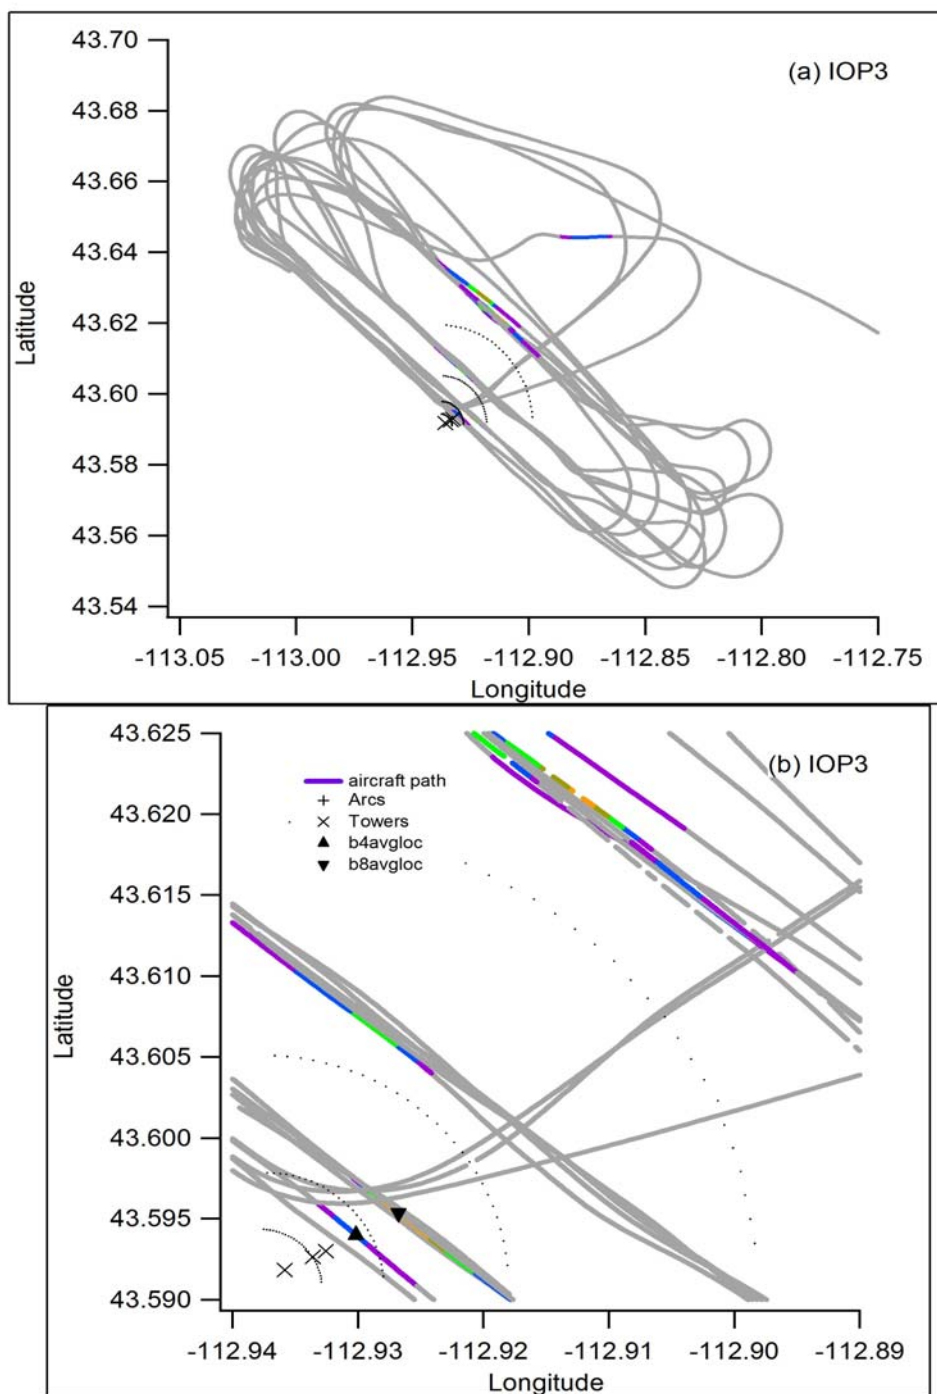 (a) IOP3
43.70
43.68
43.66
43.64
43.62
43.60
43.58
43.56
43.54
Latitude
-113.05 -113.00 -112.95 -112.90 -112.85 -112.80 -112.75
Longitude
(b) IOP3
43.625
43.620
43.615
43.610
43.605
43.600
43.595
43.590
Latitude
aircraft path
Arcs
Towers
b4avgloc
b8avgloc
-112.94 -112.93 -112.92 -112.91 -112.90 -112.89
Longitude